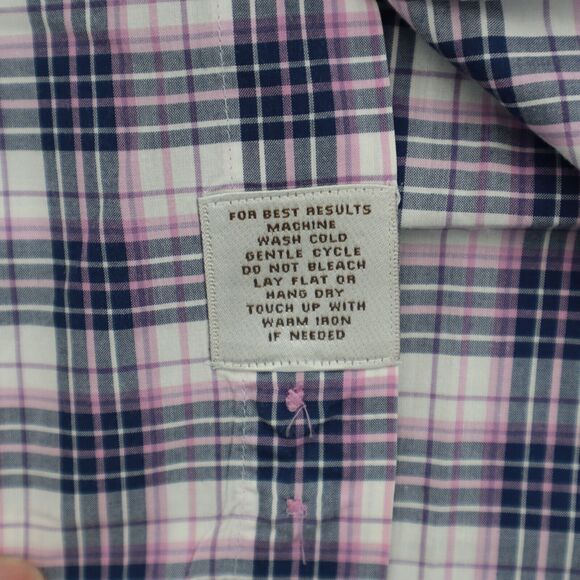 FOR BEST RESULTS
MACHINE
WASH COLD
GENTLE CYCLE
DO NOT BLEACH
LAY FLAT OR
HANG DRY
TOUCH UP WITH
WARM IRON
IF NEEDED